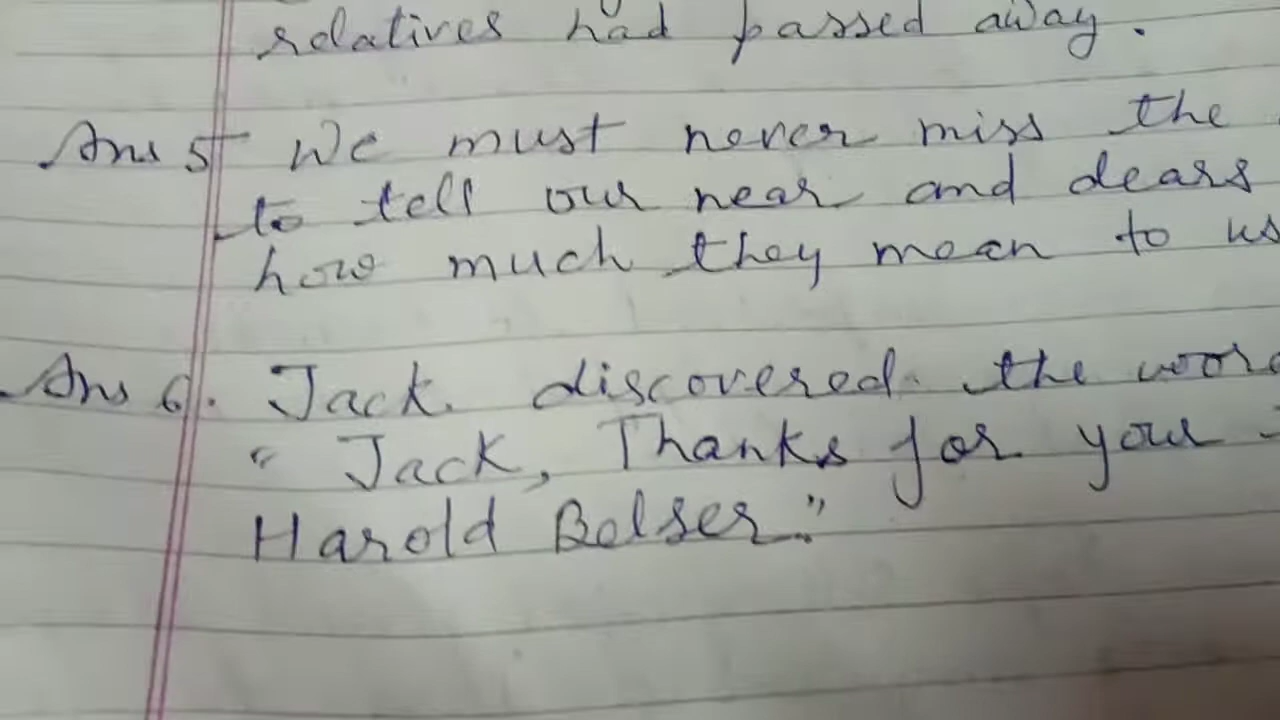 relatives had passed away.
Ans 5 We must never miss the
to tell our near and dears
how much they mean to us
Ans 6. Jack discovered the
"Jack, Thanks for your
Harold Belser."